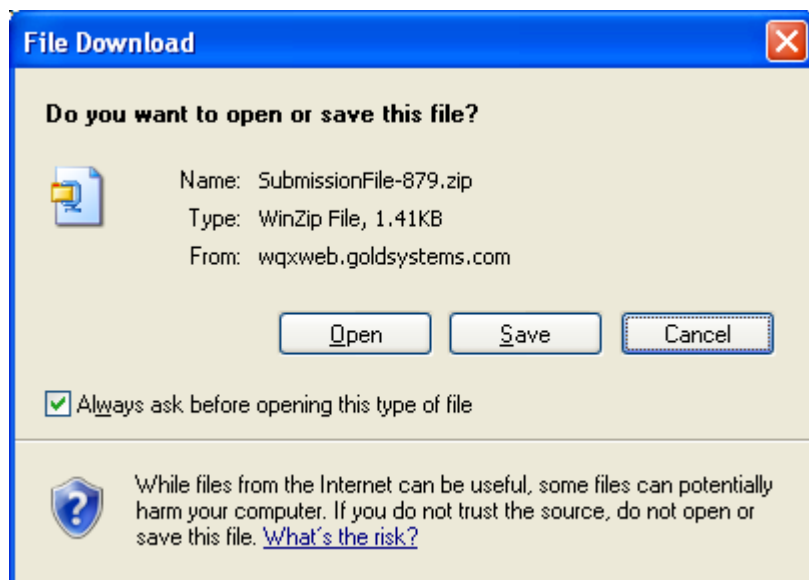 File Download
Do you want to open or save this file?
Name: SubmissionFile-879.zip
Type: WinZip File, 1.41KB
From: wqxweb.goldsystems.com
Open Save Cancel
Always ask before opening this type of file
While files from the Internet can be useful, some files can potentially
harm your computer. If you do not trust the source, do not open or
save this file. What's the risk?